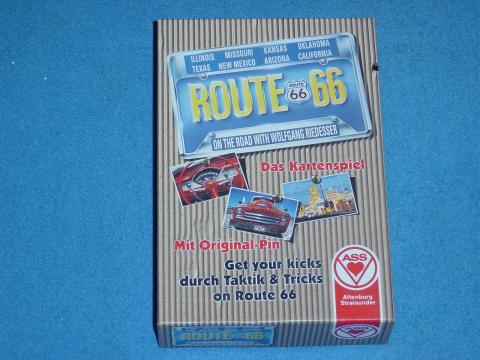 ILLINOIS MISSOURI KANSAS OKLAHOMA
TEXAS NEW MEXICO ARIZONA CALIFORNIA
ROUTE 66
ROUTE
66
ON THE ROAD WITH WOLFGANG RIEDESSER
Das Kartenspiel
Mit Original-Pin
Get your kicks
durch Taktik & Tricks
on Route 66
ASS
Altenburg
Stralsunder
ROUTE 66